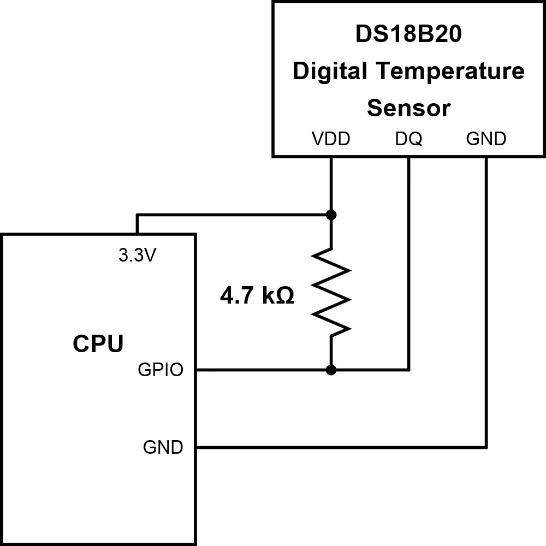 DS18B20
Digital Temperature
Sensor
VDD DQ GND
3.3V
4.7 kΩ
CPU
GPIO
GND